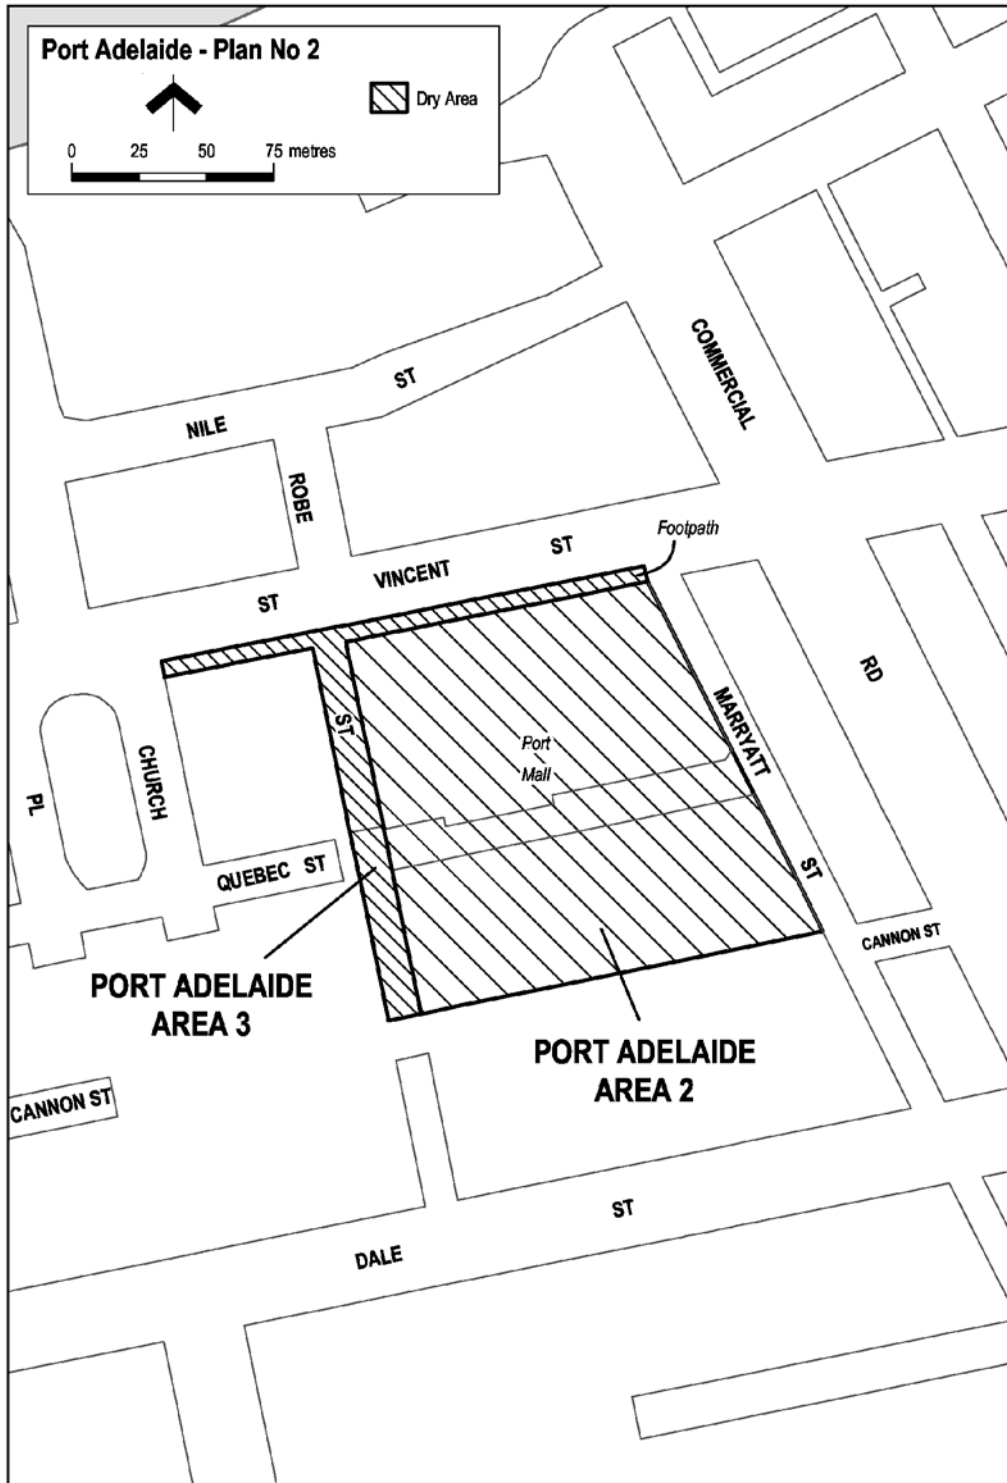 Port Adelaide - Plan No 2
Dry Area
0 25 50 75 metres
COMMERCIAL
ST
NILE
ROBE
Footpath
ST
VINCENT
ST
RD
MARRYATT
ST
Port
Mall
CHURCH
PL
ST
QUEBEC ST
CANNON ST
PORT ADELAIDE
AREA 3
PORT ADELAIDE
AREA 2
CANNON ST
ST
DALE